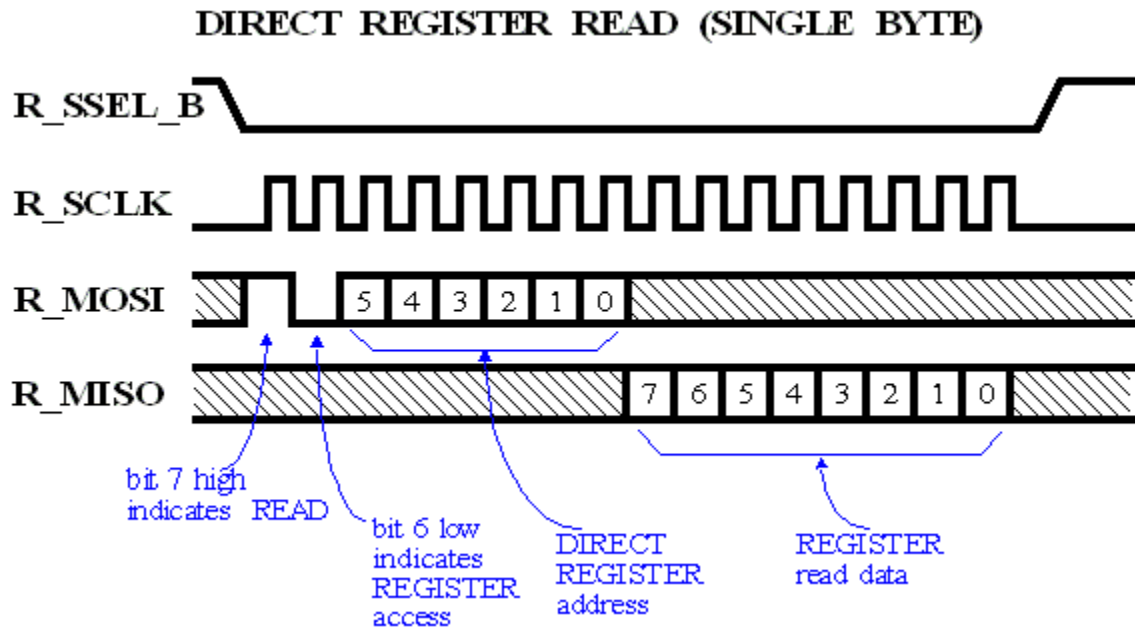 DIRECT REGISTER READ (SINGLE BYTE)
R_SSEL_B
R_SCLK
R_MOSI
5 4 3 2 1 0
R_MISO
7 6 5 4 3 2 1 0
bit 7 high
indicates READ
bit 6 low
indicates
REGISTER
access
DIRECT
REGISTER
address
REGISTER
read data